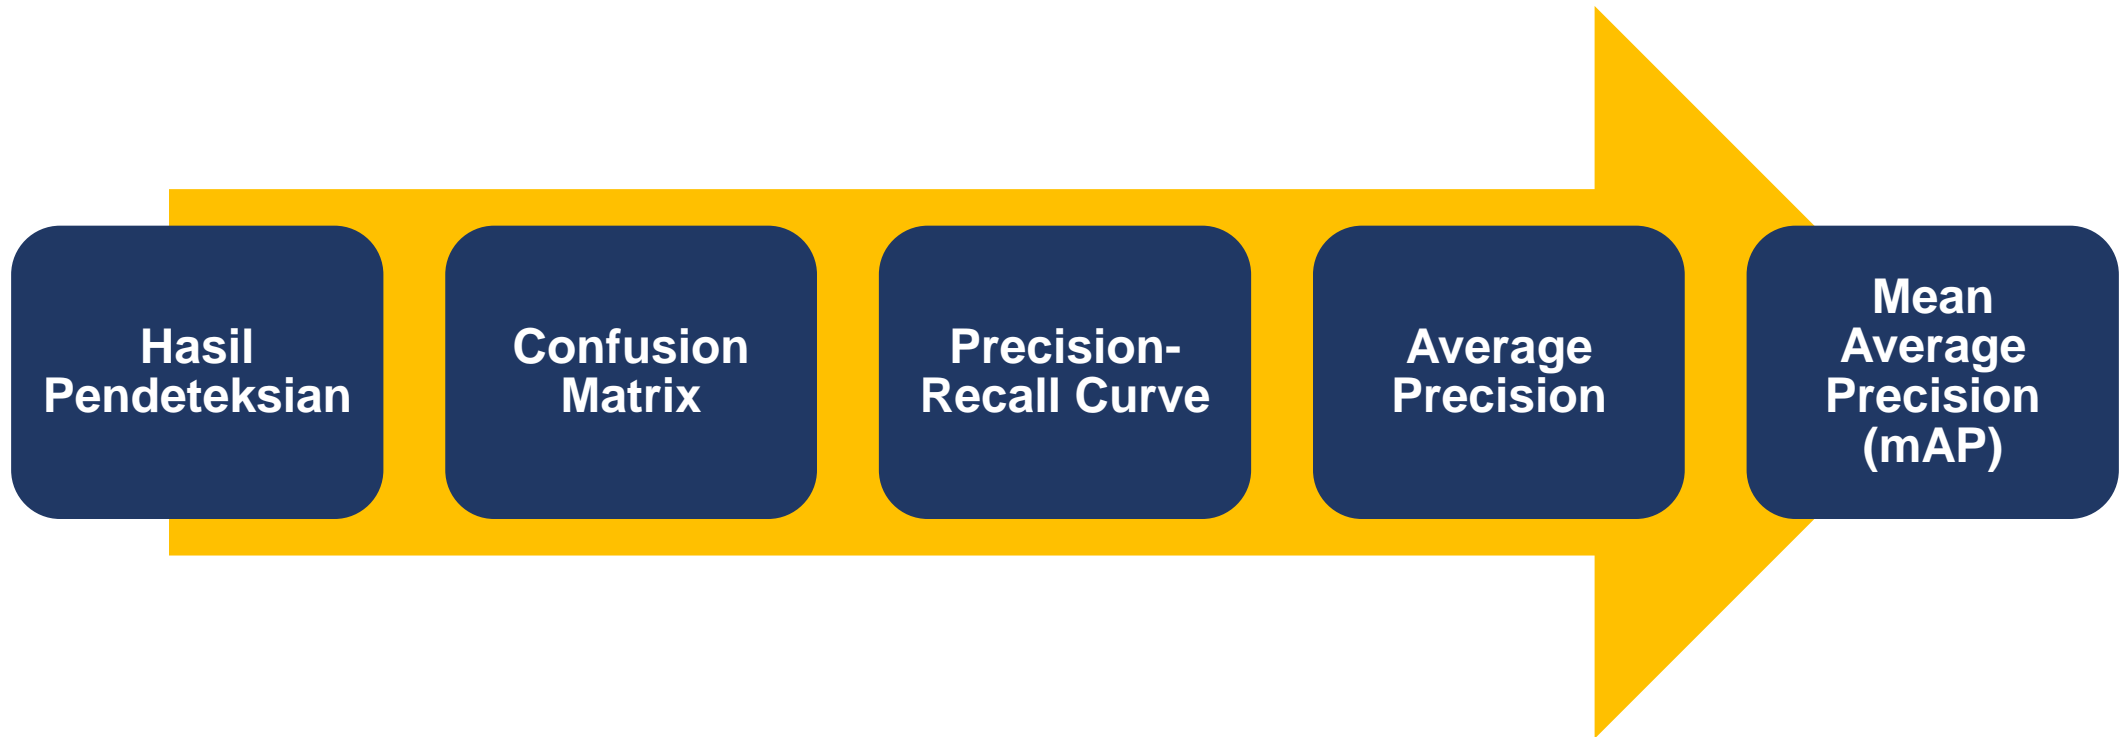 Hasil
Pendeteksian
Confusion
Matrix
Precision-
Recall Curve
Average
Precision
Mean
Average
Precision
(mAP)